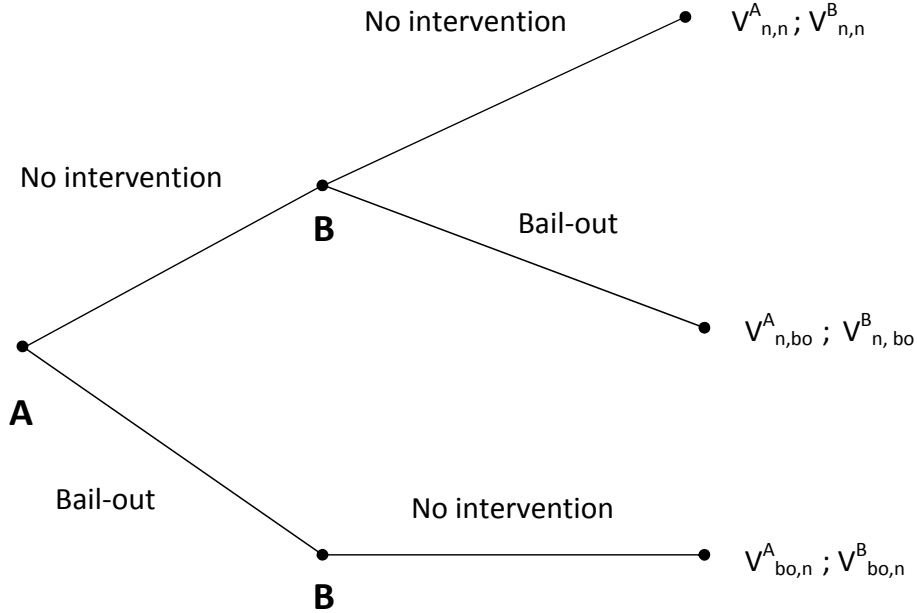 No intervention
V^A_n,n ; V^B_n,n
No intervention
B
Bail-out
V^A_n,bo ; V^B_n, bo
A
Bail-out
No intervention
V^A_bo,n ; V^B_bo,n
B